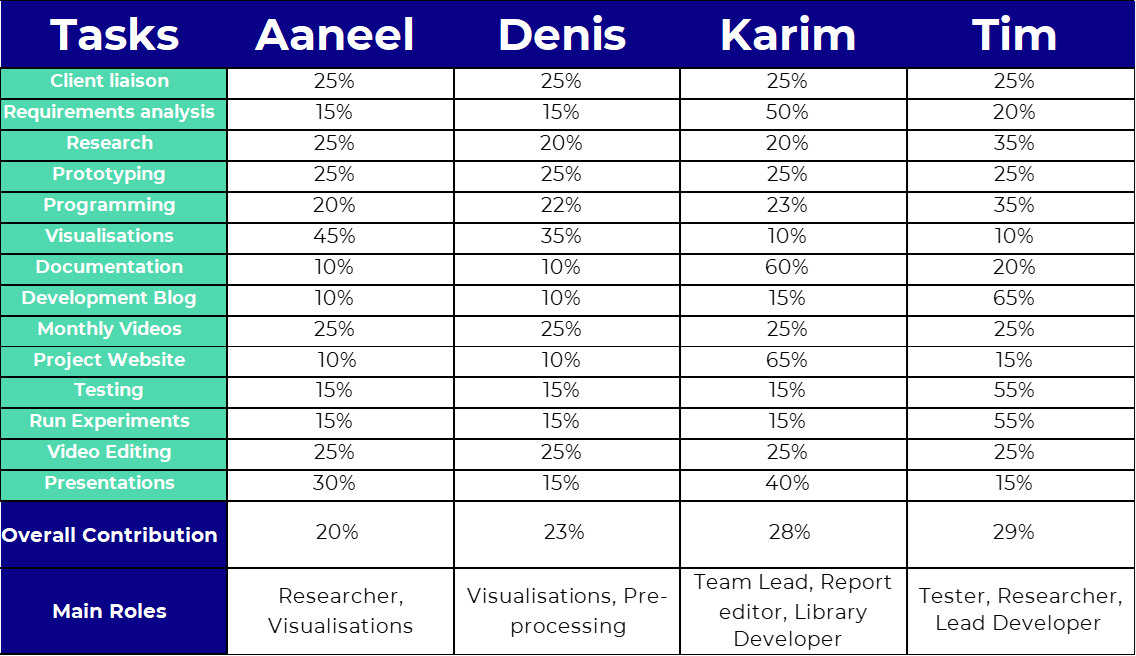 Tasks Aaneel Denis Karim Tim
Client liaison 25% 25% 25% 25%
Requirements analysis 15% 15% 50% 20%
Research 25% 20% 20% 35%
Prototyping 25% 25% 25% 25%
Programming 20% 22% 23% 35%
Visualisations 45% 35% 10% 10%
Documentation 10% 10% 60% 20%
Development Blog 10% 10% 15% 65%
Monthly Videos 25% 25% 25% 25%
Project Website 10% 10% 65% 15%
Testing 15% 15% 15% 55%
Run Experiments 15% 15% 15% 55%
Video Editing 25% 25% 25% 25%
Presentations 30% 15% 40% 15%
Overall Contribution 20% 23% 28% 29%
Main Roles
Researcher,
Visualisations
Visualisations, Pre-
processing
Team Lead, Report
editor, Library
Developer
Tester, Researcher,
Lead Developer